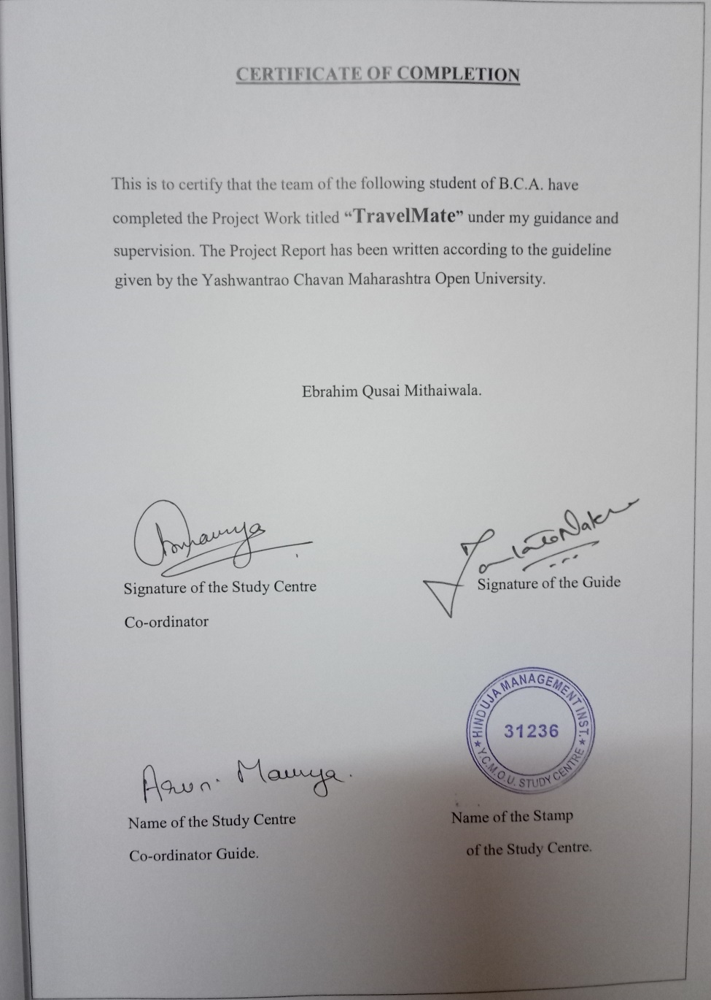 CERTIFICATE OF COMPLETION
This is to certify that the team of the following student of B.C.A. have
completed the Project Work titled “TravelMate” under my guidance and
supervision. The Project Report has been written according to the guideline
given by the Yashwantrao Chavan Maharashtra Open University.
Ebrahim Qusai Mithaiwala.
Signature of the Study Centre
Co-ordinator
Signature of the Guide
HINDUJA MANAGEMENT INST.
31236
★ Y.C.M.O.U. STUDY CENTRE ★
Arun. Maurya.
Name of the Study Centre
Co-ordinator Guide.
Name of the Stamp
of the Study Centre.